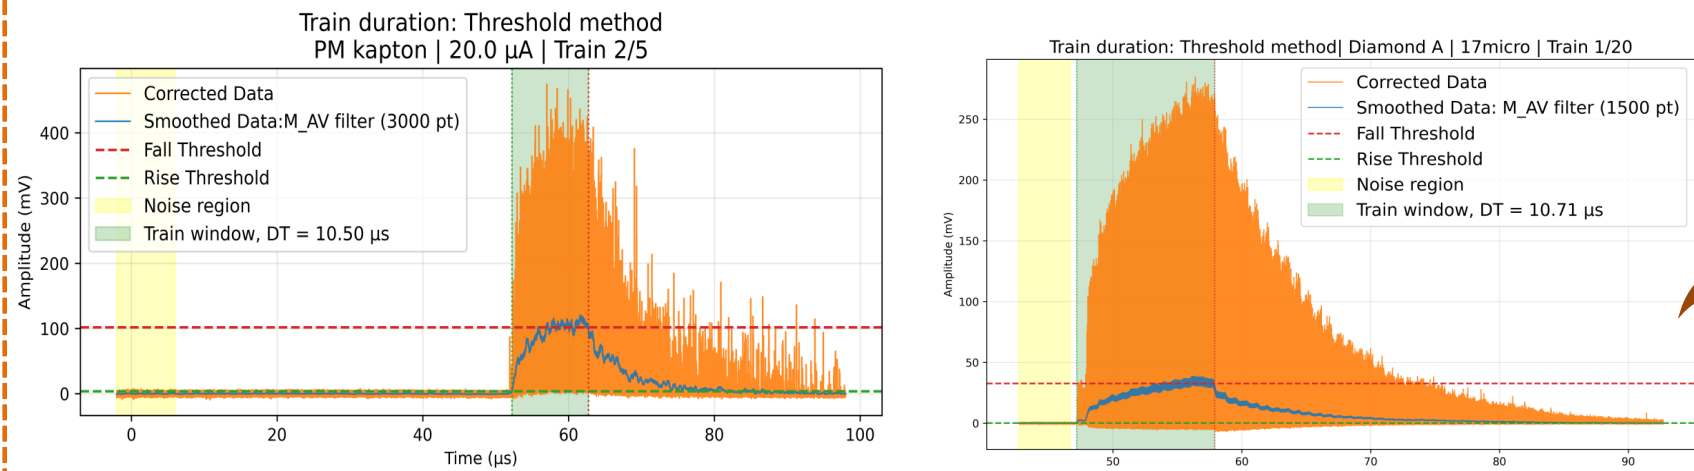 Train duration: Threshold method
PM kapton | 20.0 µA | Train 2/5
Corrected Data
Smoothed Data:M_AV filter (3000 pt)
Fall Threshold
Rise Threshold
Noise region
Train window, DT = 10.50 µs
Amplitude (mV)
400
300
200
100
0
0
20
40
60
80
100
Time (µs)
Train duration: Threshold method| Diamond A | 17micro | Train 1/20
Corrected Data
Smoothed Data: M_AV filter (1500 pt)
Fall Threshold
Rise Threshold
Noise region
Train window, DT = 10.71 µs
Amplitude (mV)
250
200
150
100
50
0
50
60
70
80
90